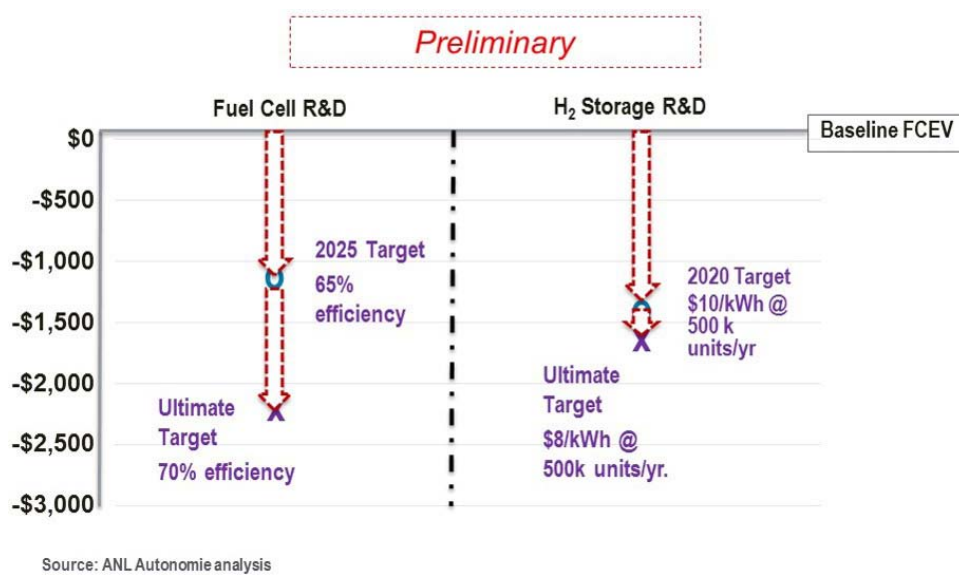 Preliminary
Fuel Cell R&D
H₂ Storage R&D
Baseline FCEV
$0
-$500
-$1,000
-$1,500
-$2,000
-$2,500
-$3,000
2025 Target
65%
efficiency
Ultimate
Target
70% efficiency
2020 Target
$10/kWh @
500 k
units/yr
Ultimate
Target
$8/kWh @
500k units/yr.
O
X
O
X
Source: ANL Autonomie analysis